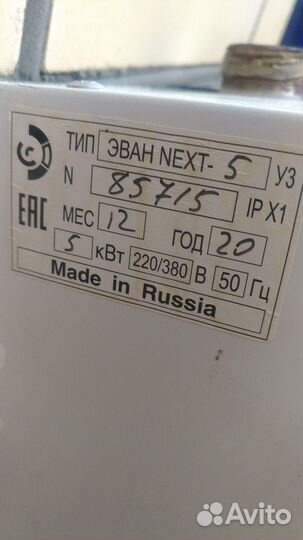 ТИП ЭВАН NEXT- 5 У3
N 85715 IP X1
EAC МЕС 12 ГОД 20
5 кВт 220/380 В 50 Гц
Made in Russia
Avito